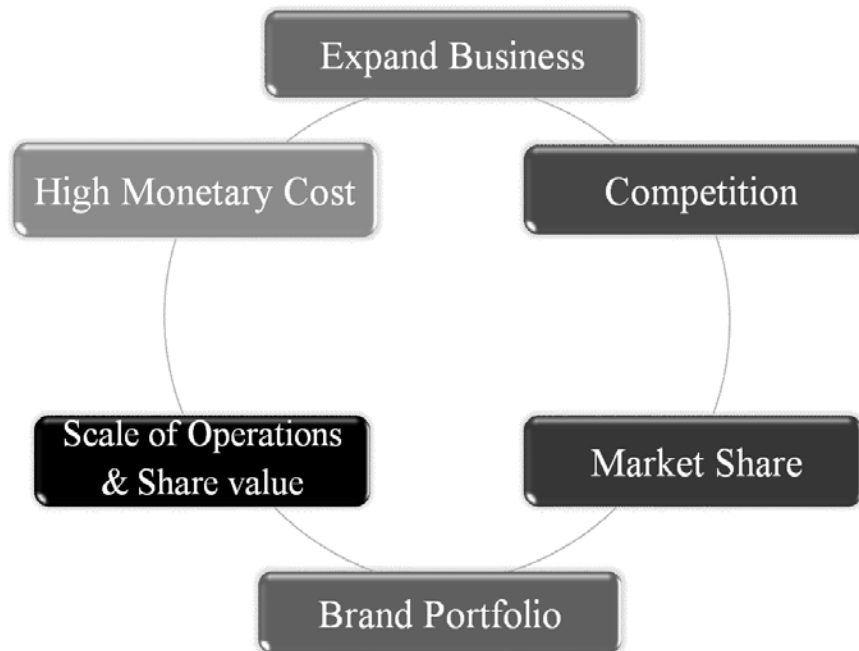 Expand Business
High Monetary Cost
Competition
Scale of Operations
& Share value
Market Share
Brand Portfolio